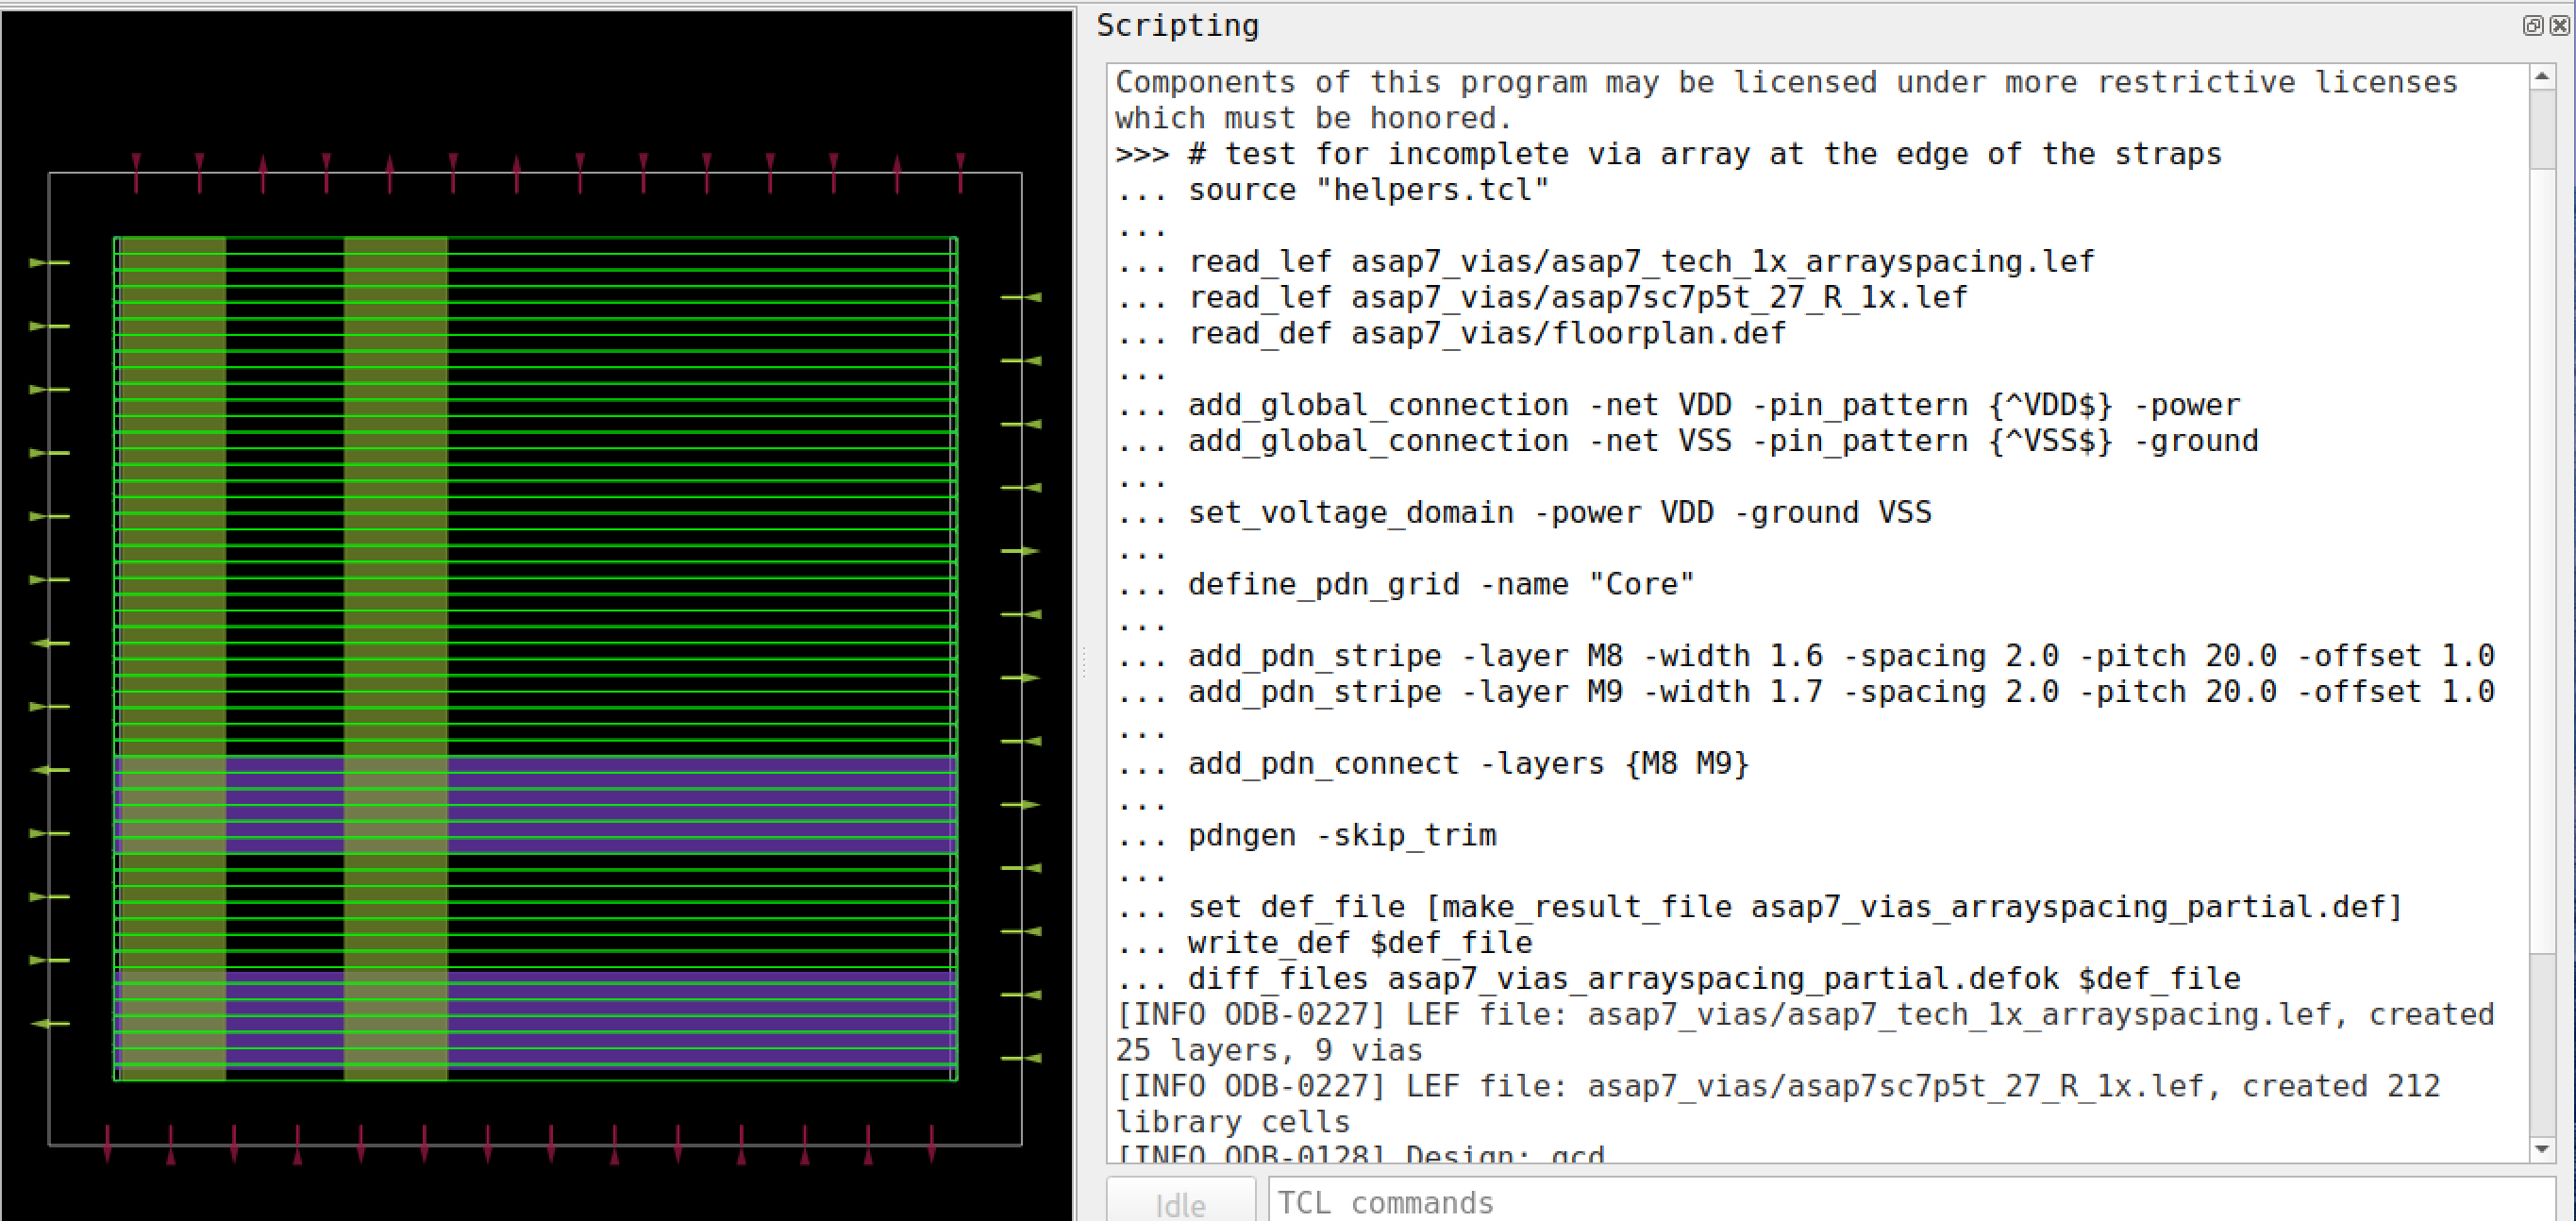 Scripting
Components of this program may be licensed under more restrictive licenses
which must be honored.
>>> # test for incomplete via array at the edge of the straps
... source "helpers.tcl"
...
... read_lef asap7_vias/asap7_tech_1x_arrayspacing.lef
... read_lef asap7_vias/asap7sc7p5t_27_R_1x.lef
... read_def asap7_vias/floorplan.def
...
... add_global_connection -net VDD -pin_pattern {^VDD$} -power
... add_global_connection -net VSS -pin_pattern {^VSS$} -ground
...
... set_voltage_domain -power VDD -ground VSS
...
... define_pdn_grid -name "Core"
...
... add_pdn_stripe -layer M8 -width 1.6 -spacing 2.0 -pitch 20.0 -offset 1.0
... add_pdn_stripe -layer M9 -width 1.7 -spacing 2.0 -pitch 20.0 -offset 1.0
...
... add_pdn_connect -layers {M8 M9}
...
... pdngen -skip_trim
...
... set def_file [make_result_file asap7_vias_arrayspacing_partial.def]
... write_def $def_file
... diff_files asap7_vias_arrayspacing_partial.defok $def_file
[INFO ODB-0227] LEF file: asap7_vias/asap7_tech_1x_arrayspacing.lef, created
25 layers, 9 vias
[INFO ODB-0227] LEF file: asap7_vias/asap7sc7p5t_27_R_1x.lef, created 212
library cells
[INFO ODB-0128] Design: gcd
Idle
TCL commands